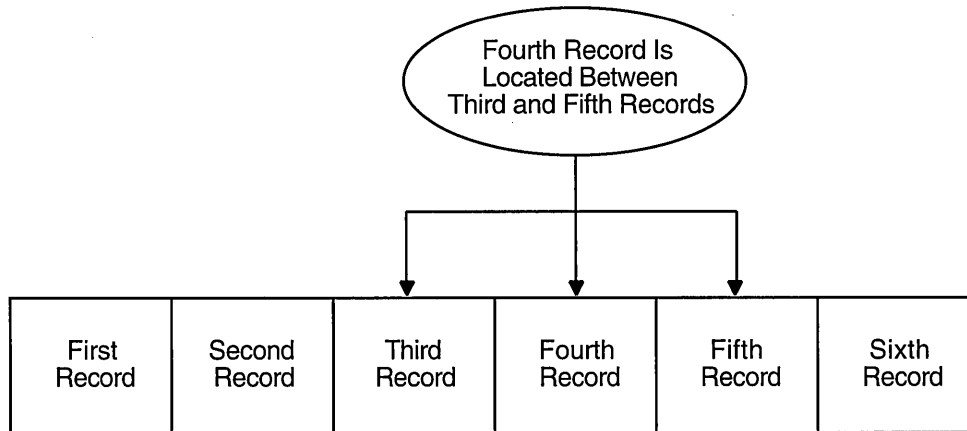 Fourth Record Is
Located Between
Third and Fifth Records
First
Record
Second
Record
Third
Record
Fourth
Record
Fifth
Record
Sixth
Record